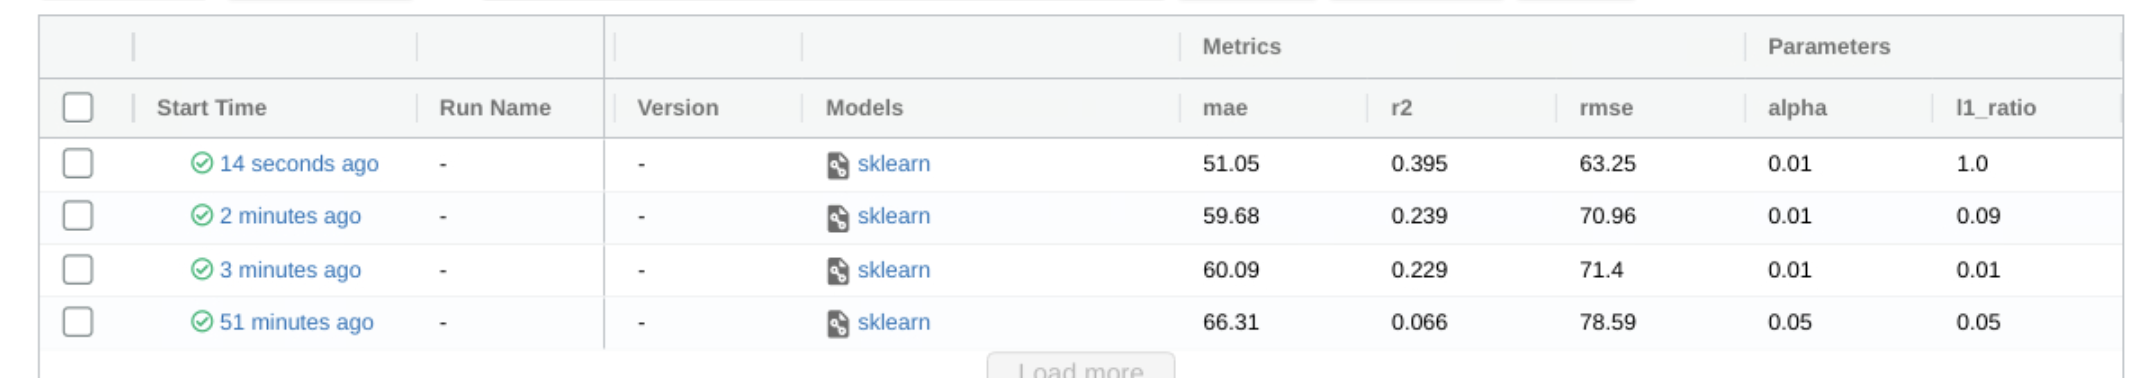 Metrics Parameters
Start Time Run Name Version Models mae r2 rmse alpha l1_ratio
14 seconds ago - - sklearn 51.05 0.395 63.25 0.01 1.0
2 minutes ago - - sklearn 59.68 0.239 70.96 0.01 0.09
3 minutes ago - - sklearn 60.09 0.229 71.4 0.01 0.01
51 minutes ago - - sklearn 66.31 0.066 78.59 0.05 0.05
Load more